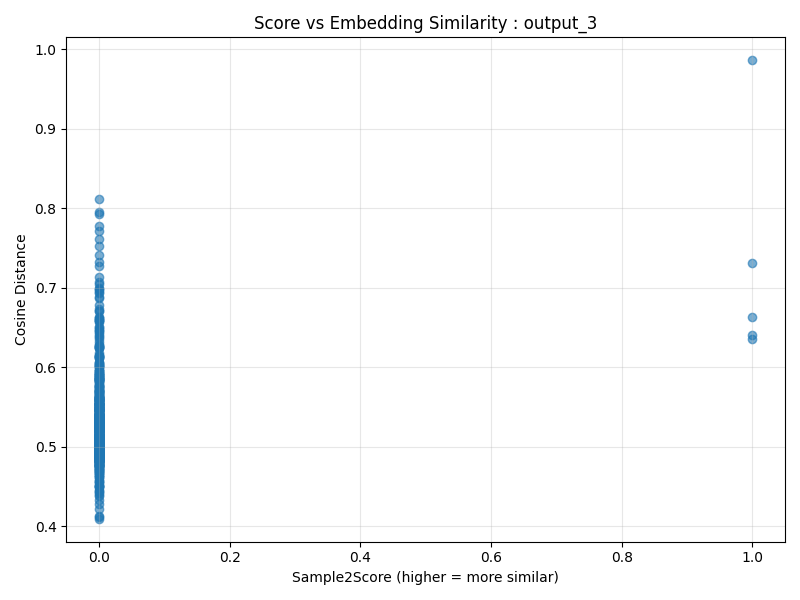 Score vs Embedding Similarity : output_3
1.0
0.9
0.8
0.7
0.6
0.5
0.4
Cosine Distance
0.0 0.2 0.4 0.6 0.8 1.0
Sample2Score (higher = more similar)